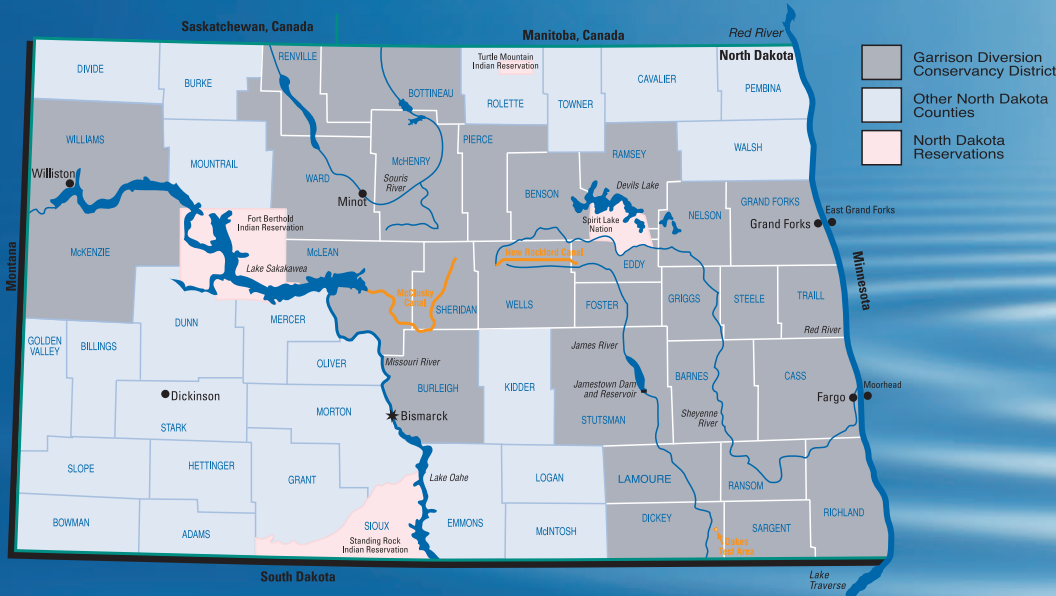 Saskatchewan, Canada
Manitoba, Canada
Red River
North Dakota
Garrison Diversion
Conservancy District
Other North Dakota
Counties
North Dakota
Reservations
DIVIDE
BURKE
RENVILLE
BOTTINEAU
Turtle Mountain
Indian Reservation
ROLETTE
TOWNER
CAVALIER
PEMBINA
WILLIAMS
Williston
MOUNTRAIL
WARD
Minot
McHENRY
Souris
River
PIERCE
BENSON
RAMSEY
Devils Lake
Spirit Lake
Nation
WALSH
NELSON
GRAND FORKS
Grand Forks
East Grand Forks
Montana
McKENZIE
Fort Berthold
Indian Reservation
Lake Sakakawea
McLEAN
McClusky
Canal
SHERIDAN
New Rockford Canal
WELLS
EDDY
FOSTER
GRIGGS
STEELE
TRAILL
Red River
Minnesota
GOLDEN
VALLEY
BILLINGS
DUNN
MERCER
OLIVER
Missouri River
BURLEIGH
KIDDER
James River
Jamestown Dam
and Reservoir
STUTSMAN
BARNES
Sheyenne
River
CASS
Fargo
Moorhead
Dickinson
STARK
MORTON
Bismarck
SLOPE
HETTINGER
GRANT
Lake Oahe
LOGAN
LAMOURE
RANSOM
RICHLAND
BOWMAN
ADAMS
SIOUX
Standing Rock
Indian Reservation
EMMONS
McINTOSH
DICKEY
Oakes
Test Area
SARGENT
South Dakota
Lake
Traverse